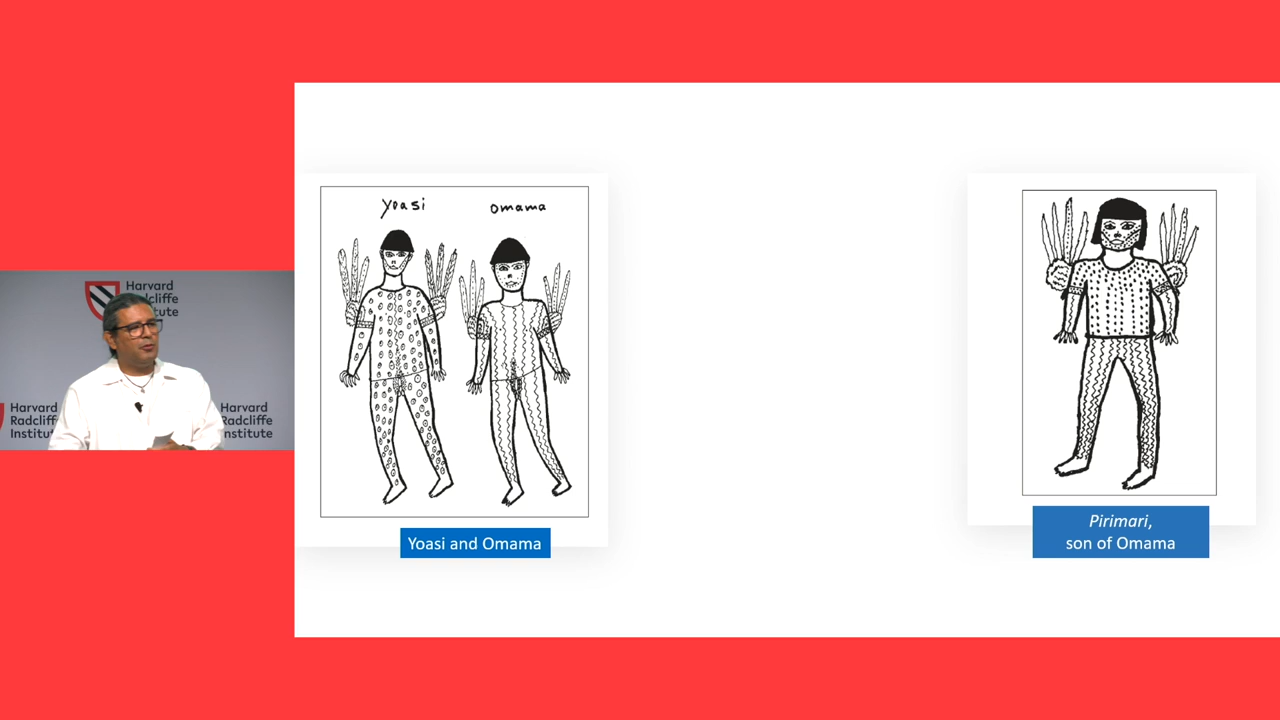 Harvard
Radcliffe
Institute
Harvard
Radcliffe
Institute
Harvard
Radcliffe
Institute
yoasi
omama
Yoasi and Omama
Pirimari,
son of Omama